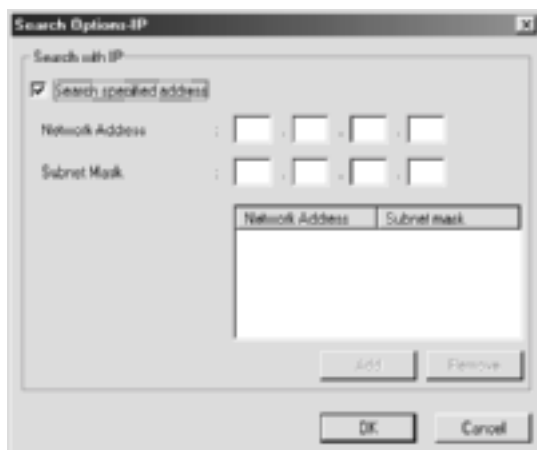 Search Options-IP
Search with IP
Search specified address
Network Address : . . .
Subnet Mask : . . .
Network Address Subnet mask
Add Remove
OK Cancel